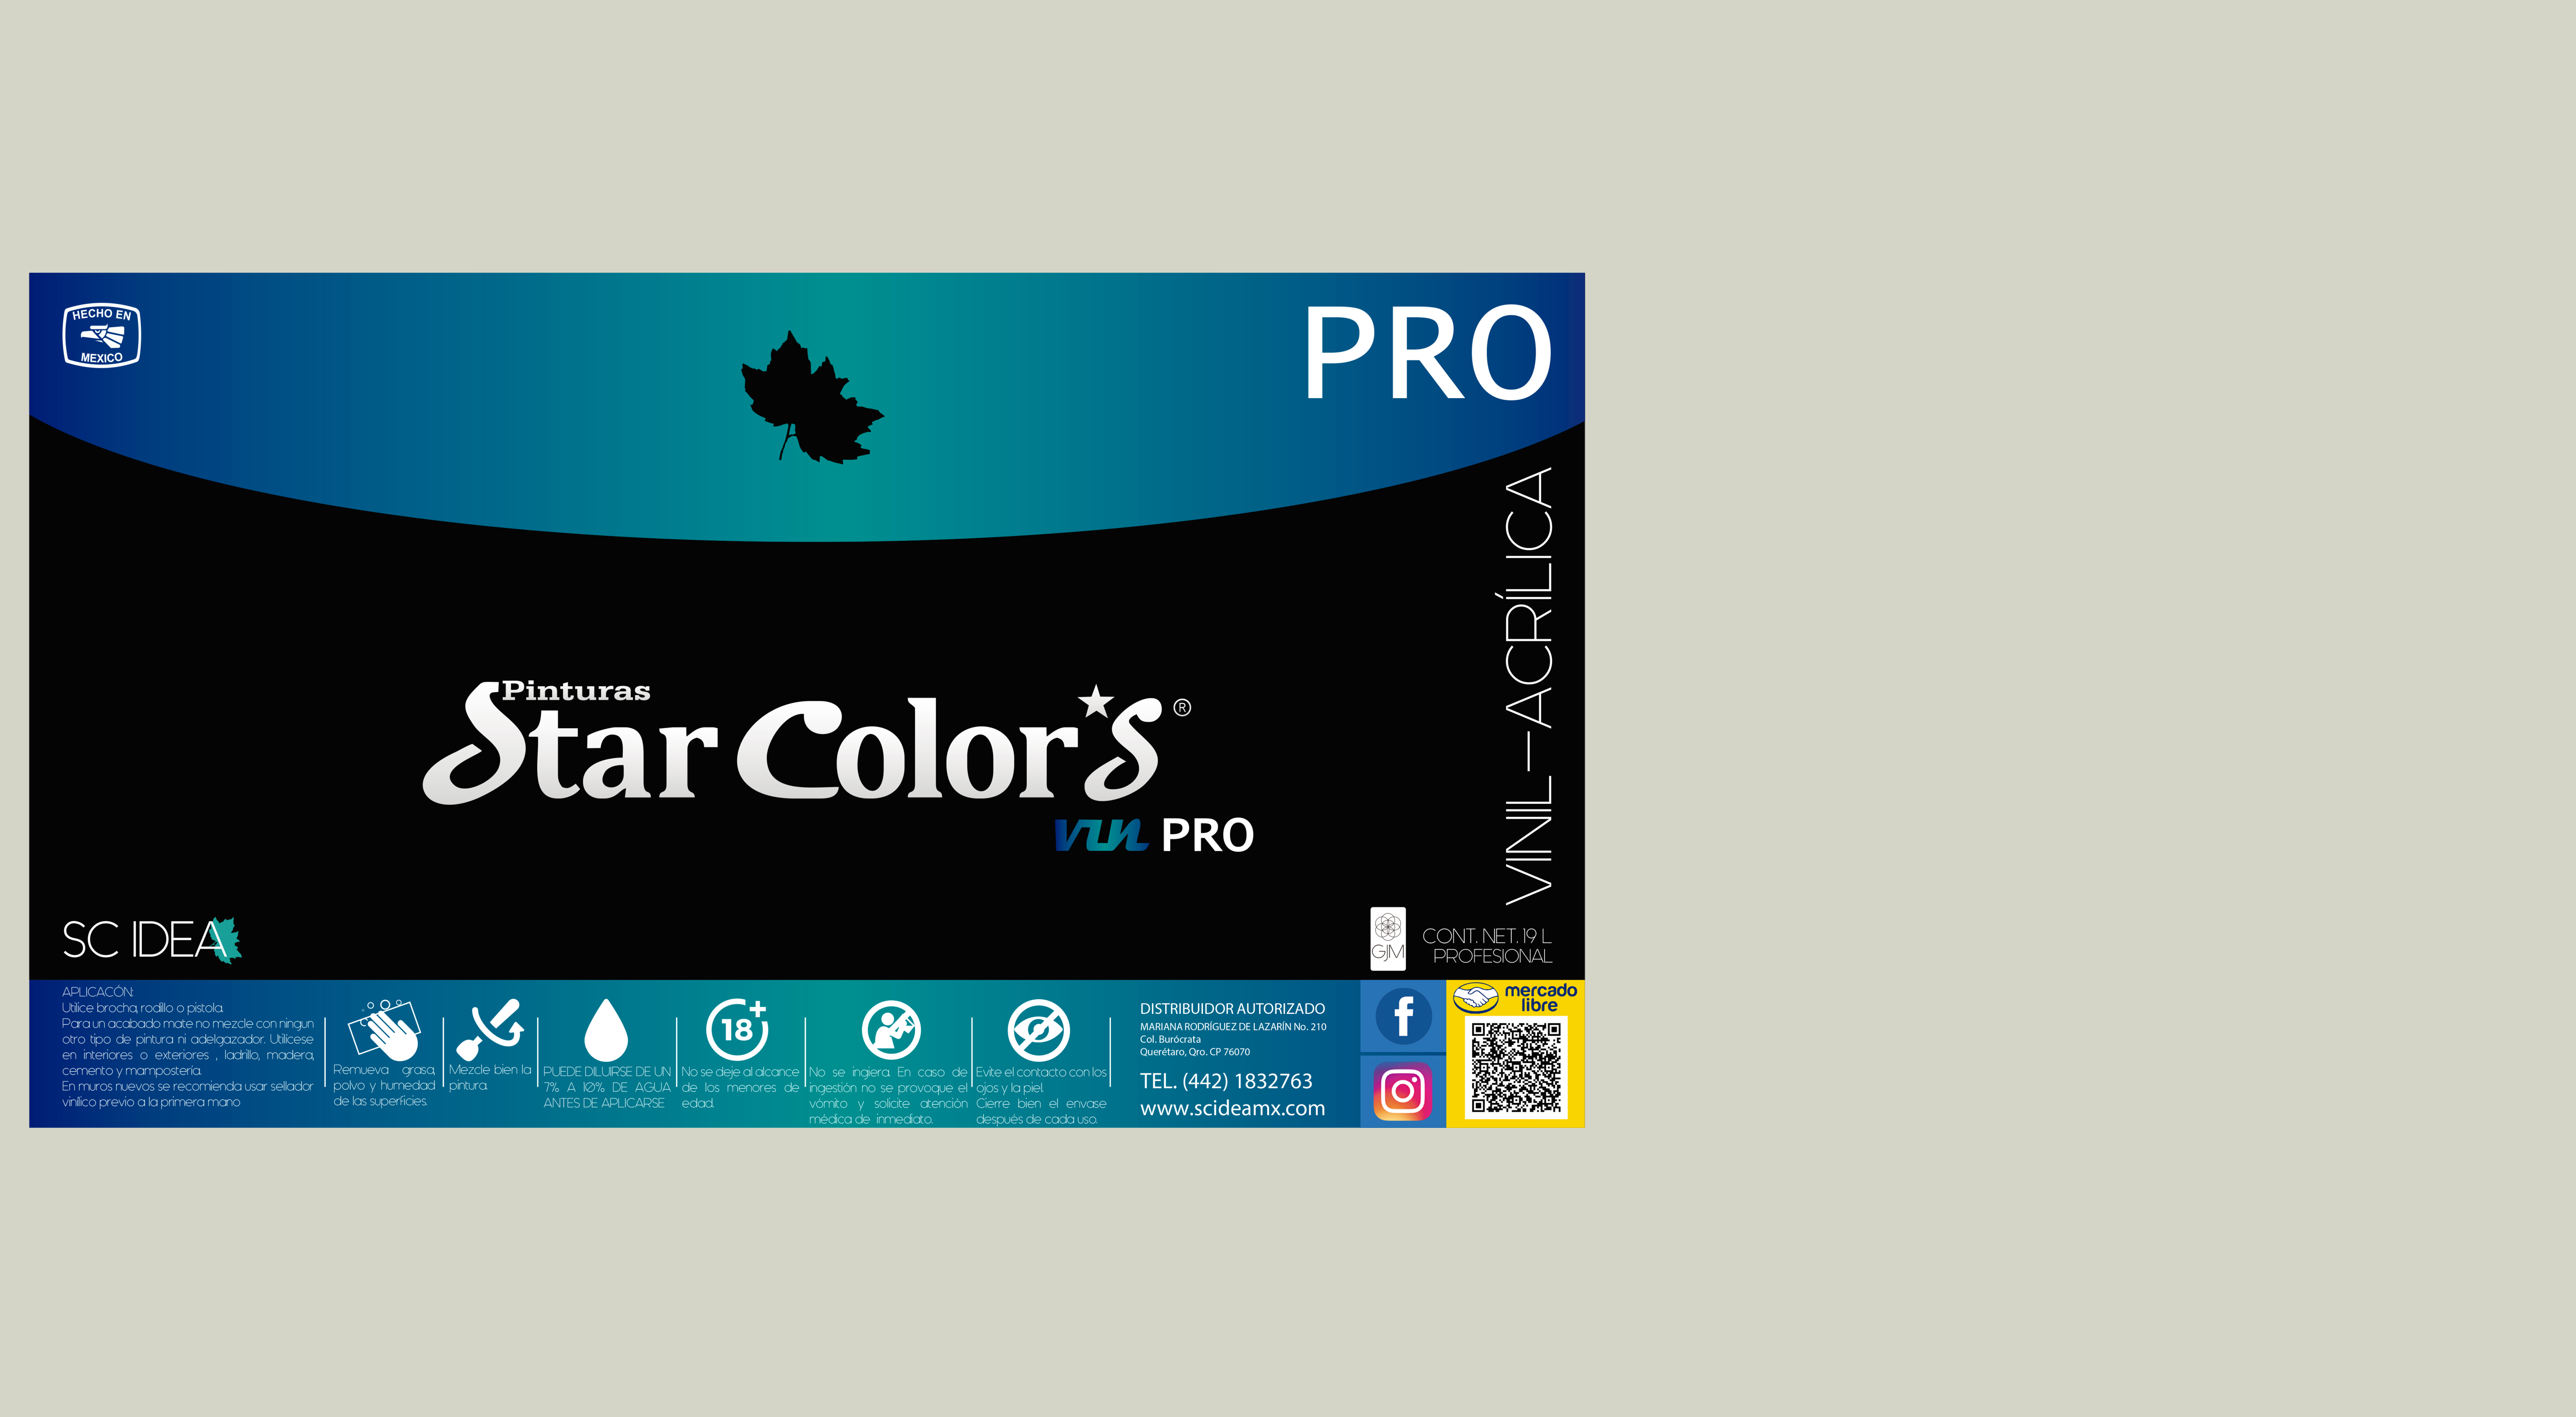 HECHO EN
MEXICO
PRO
VINIL-ACRÍLICA
Pinturas
Star Color's ®
vin PRO
SC IDEA
GJM
CONT. NET. 19 L
PROFESIONAL
APLICACÓN:
Utilice brocha, rodillo o pistola.
Para un acabado mate no mezcle con ningun
otro tipo de pintura ni adelgazador. Utilicese
en interiores o exteriores , ladrillo, madera,
cemento y mampostería.
En muros nuevos se recomienda usar sellador
vinílico previo a la primera mano
Remueva grasa,
polvo y humedad
de las superficies.
Mezcle bien la
pintura.
PUEDE DILUIRSE DE UN
7% A 10% DE AGUA
ANTES DE APLICARSE
18+
No se deje al alcance
de los menores de
edad.
No se ingiera. En caso de
ingestión no se provoque el
vómito y solicite atención
médica de inmediato.
Evite el contacto con los
ojos y la piel.
Cierre bien el envase
después de cada uso.
DISTRIBUIDOR AUTORIZADO
MARIANA RODRÍGUEZ DE LAZARÍN No. 210
Col. Burócrata
Querétaro, Qro. CP 76070
TEL. (442) 1832763
www.scideamx.com
f
mercado
libre